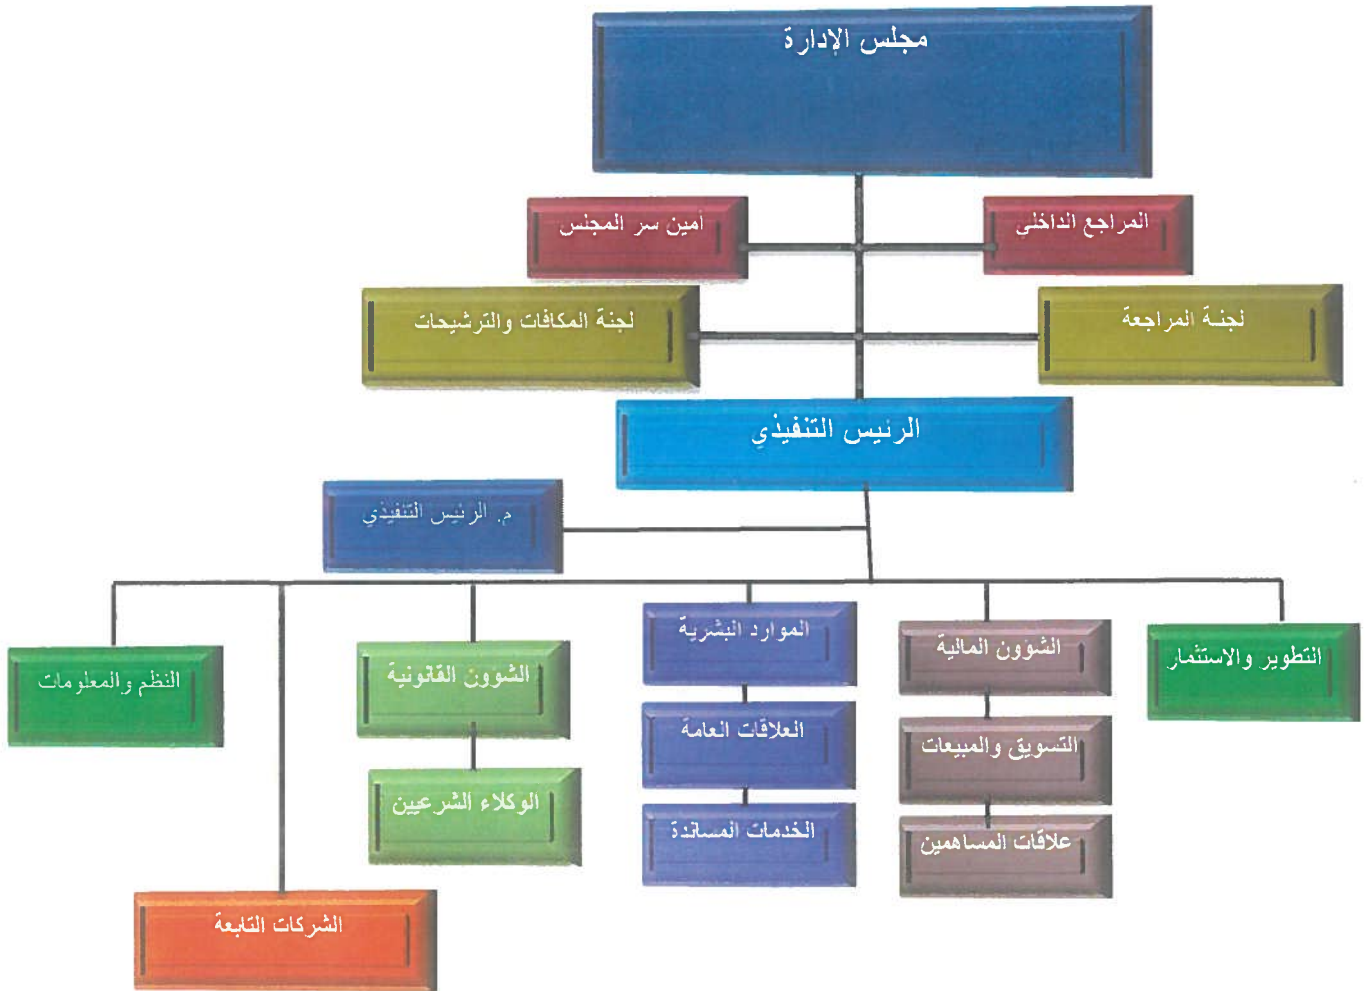 مجلس الإدارة
المراجع الداخلي
أمين سر المجلس
لجنة المراجعة
لجنة المكافات والترشيحات
الرئيس التنفيذي
م. الرئيس التنفيذي
التطوير والاستثمار
الشؤون المالية
التسويق والمبيعات
علاقات المساهمين
الموارد البشرية
العلاقات العامة
الخدمات المساندة
الشؤون القانونية
الوكلاء الشرعيين
الشركات التابعة
النظم والمعلومات